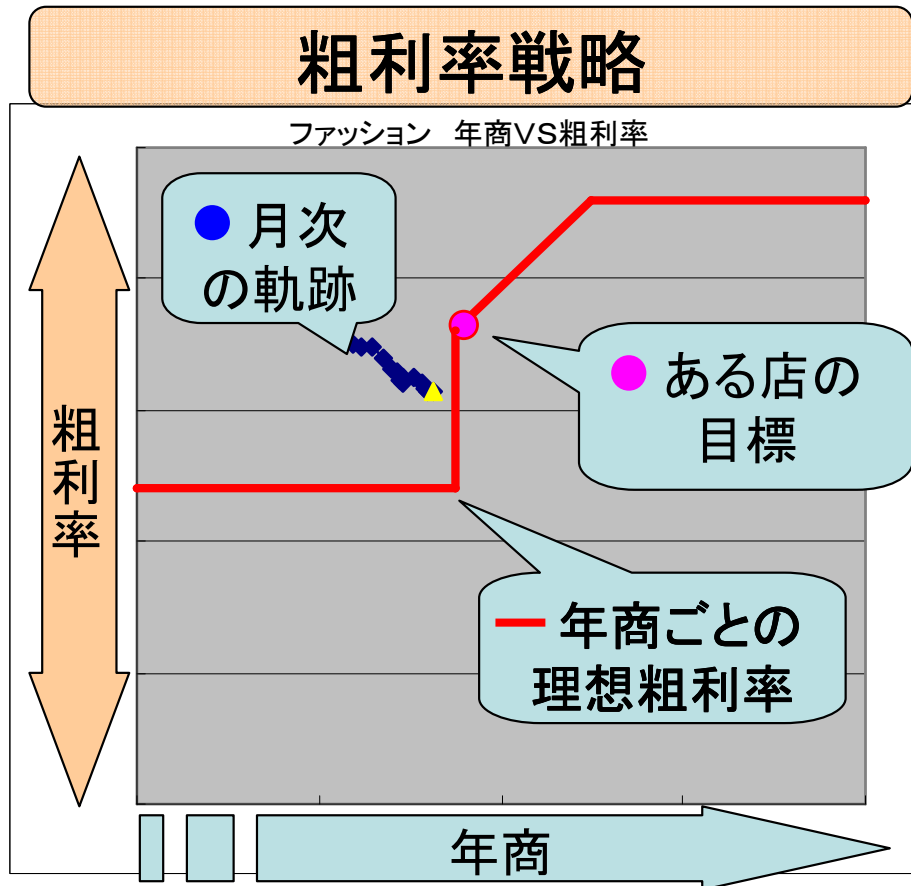 粗利率戦略
ファッション 年商VS粗利率
● 月次
の軌跡
● ある店の
目標
粗利率
年商ごとの
理想粗利率
年商